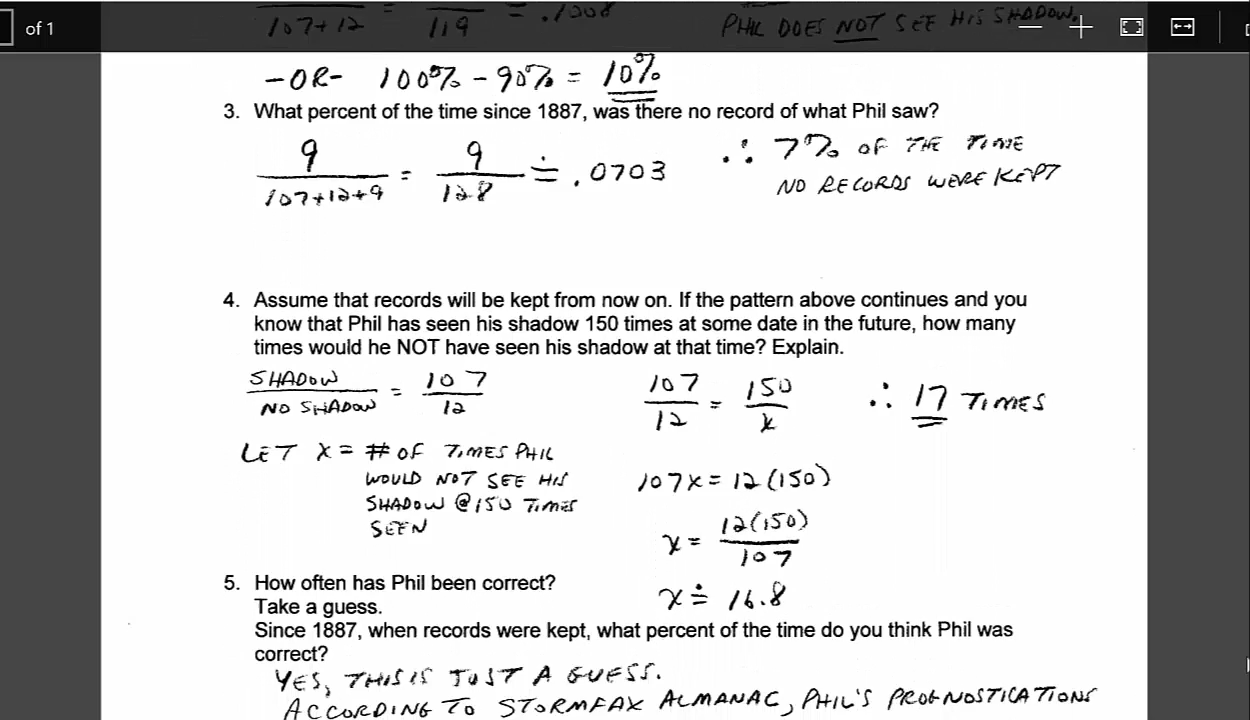 107+12 = 119 ≐ .1008
PHIL DOES NOT SEE HIS SHADOW.
of 1
-OR- 100% - 90% = 10%
3. What percent of the time since 1887, was there no record of what Phil saw?
9/(107+12+9) = 9/128 ≐ .0703
∴ 7% OF THE TIME
NO RECORDS WERE KEPT
4. Assume that records will be kept from now on. If the pattern above continues and you
know that Phil has seen his shadow 150 times at some date in the future, how many
times would he NOT have seen his shadow at that time? Explain.
SHADOW/NO SHADOW = 107/12
107/12 = 150/x
∴ 17 TIMES
LET X = # OF TIMES PHIL
WOULD NOT SEE HIS
SHADOW @ 150 TIMES
SEEN
107x = 12(150)
x = 12(150)/107
x ≐ 16.8
5. How often has Phil been correct?
Take a guess.
Since 1887, when records were kept, what percent of the time do you think Phil was
correct?
YES, THIS IS JUST A GUESS.
ACCORDING TO STORMFAX ALMANAC, PHIL'S PROGNOSTICATIONS